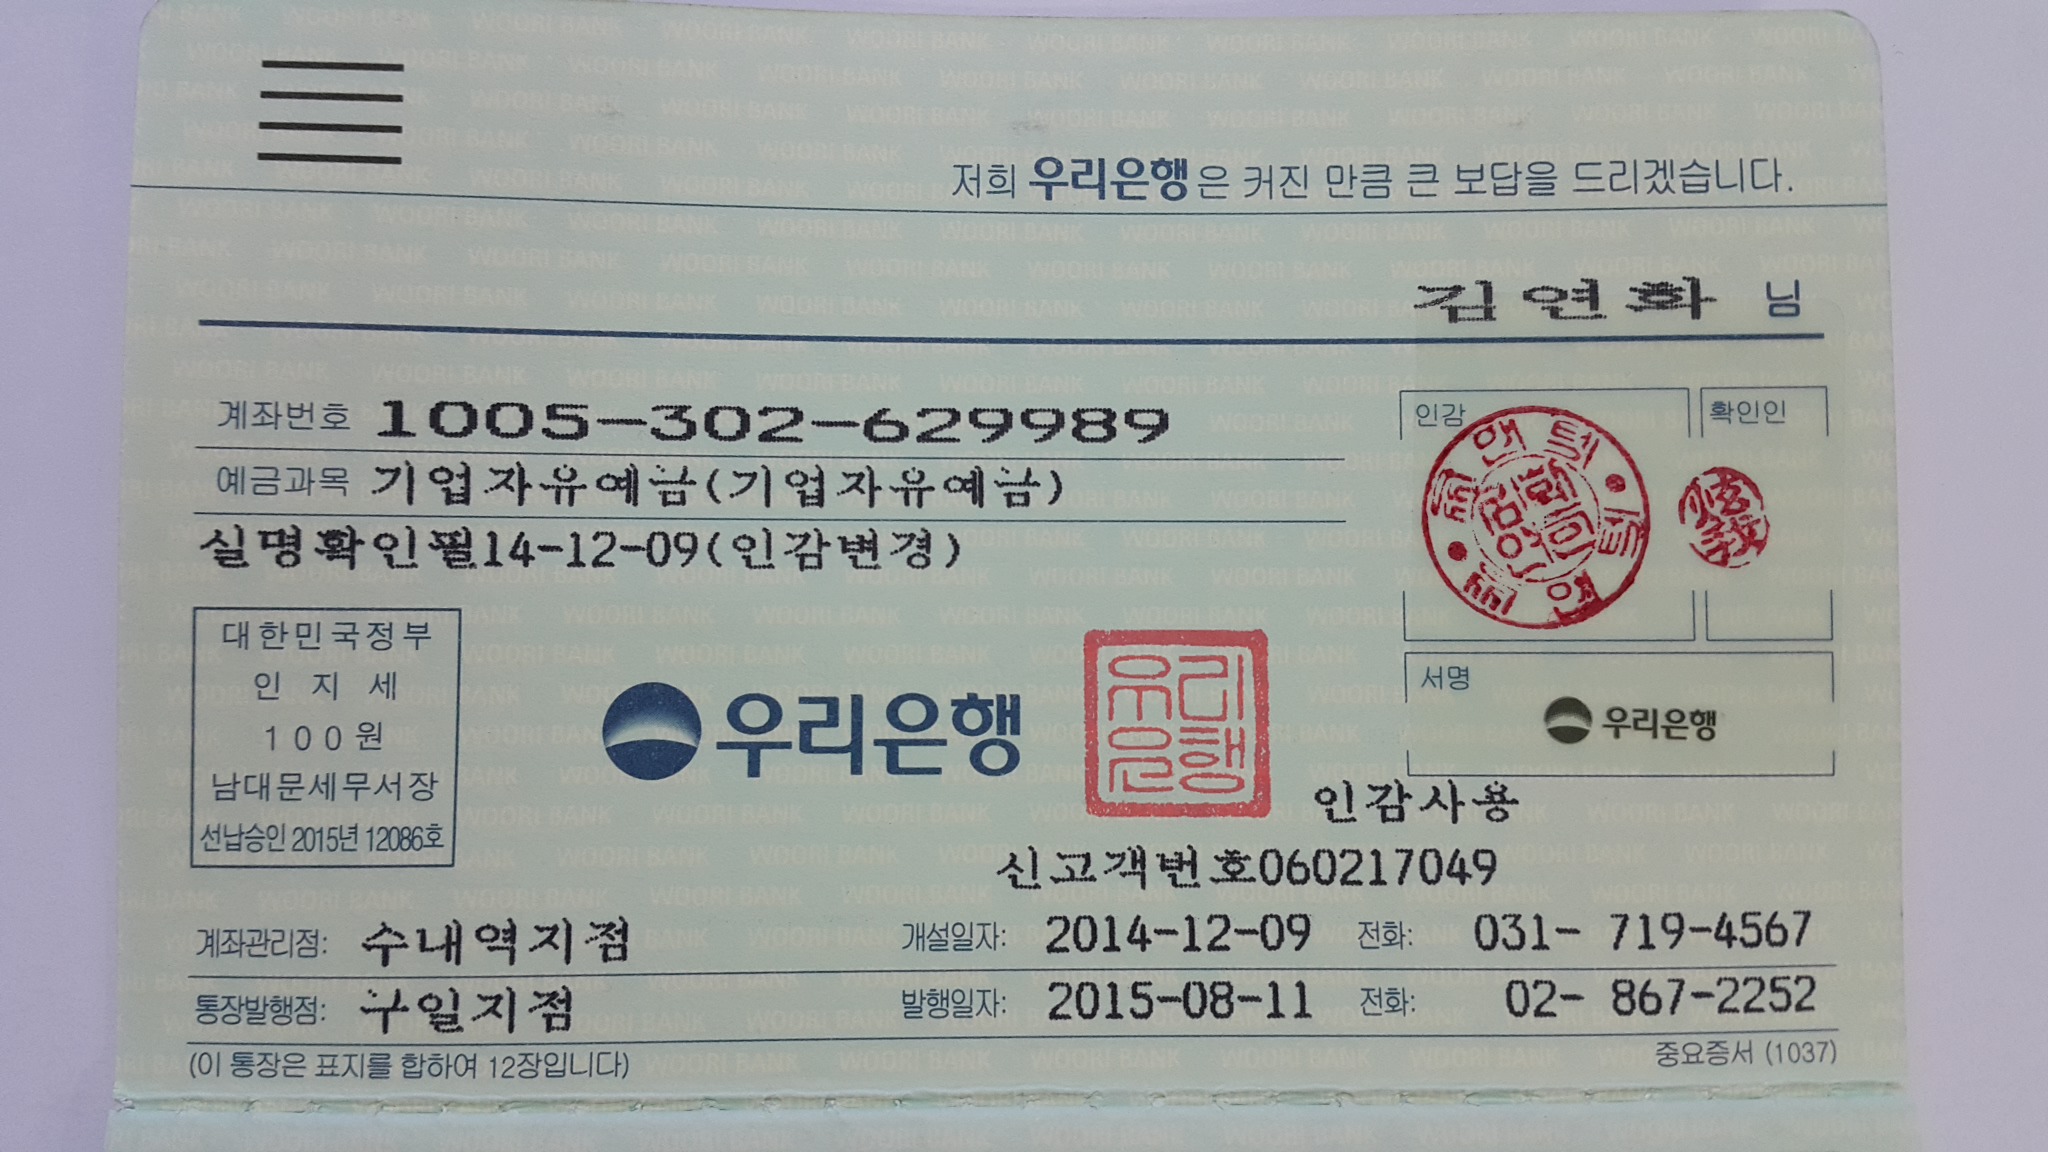 저희 우리은행은 커진 만큼 큰 보답을 드리겠습니다.
김연화 님
계좌번호 1005-302-629989
예금과목 기업자유예금(기업자유예금)
실명확인필14-12-09(인감변경)
인감
확인인
대한민국정부
인 지 세
100원
남대문세무서장
선납승인 2015년 12086호
우리은행
우리은행
서명
우리은행
인감사용
신고객번호060217049
계좌관리점: 수내역지점 개설일자: 2014-12-09 전화: 031- 719-4567
통장발행점: 구일지점 발행일자: 2015-08-11 전화: 02- 867-2252
(이 통장은 표지를 합하여 12장입니다)
중요증서 (1037)